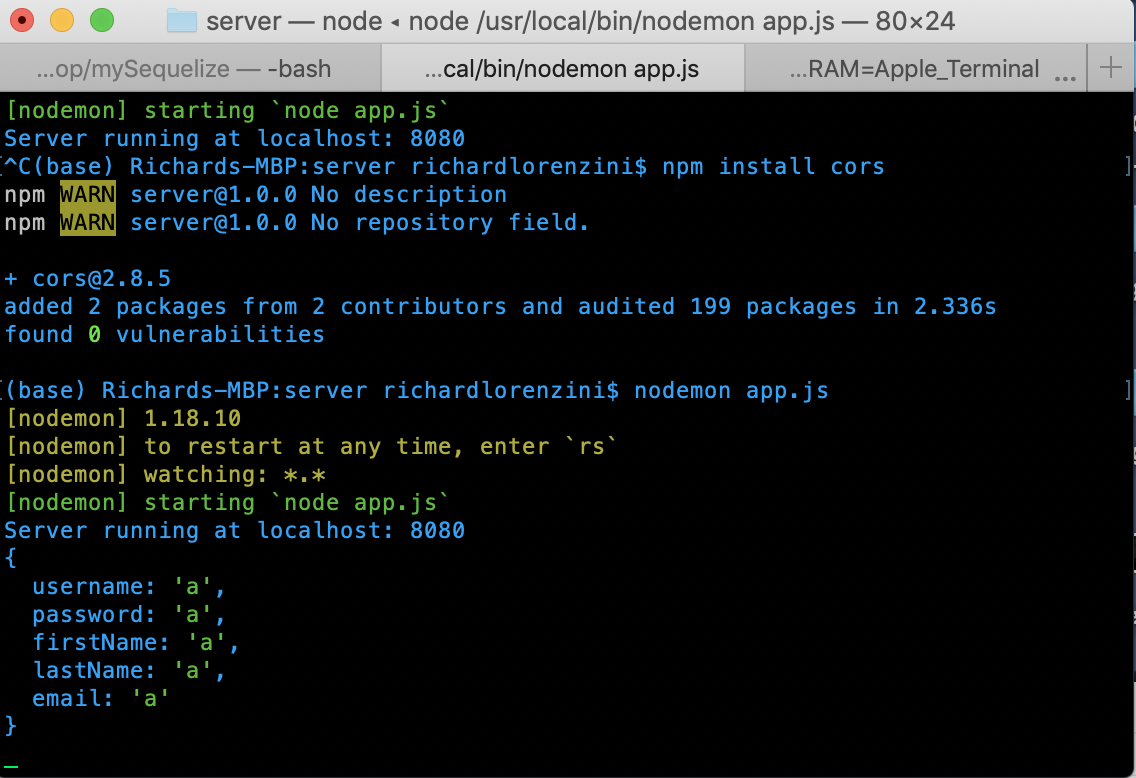 server — node ◂ node /usr/local/bin/nodemon app.js — 80×24
...op/mySequelize — -bash
...cal/bin/nodemon app.js
...RAM=Apple_Terminal ...
[nodemon] starting `node app.js`
Server running at localhost: 8080
[^C(base) Richards-MBP:server richardlorenzini$ npm install cors ]
npm WARN server@1.0.0 No description
npm WARN server@1.0.0 No repository field.
+ cors@2.8.5
added 2 packages from 2 contributors and audited 199 packages in 2.336s
found 0 vulnerabilities
[(base) Richards-MBP:server richardlorenzini$ nodemon app.js ]
[nodemon] 1.18.10
[nodemon] to restart at any time, enter `rs`
[nodemon] watching: *.*
[nodemon] starting `node app.js`
Server running at localhost: 8080
{
  username: 'a',
  password: 'a',
  firstName: 'a',
  lastName: 'a',
  email: 'a'
}